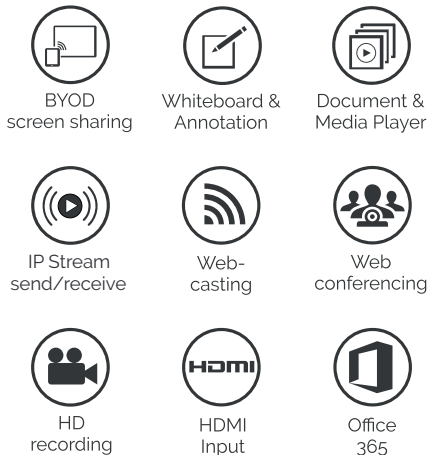 BYOD
screen sharing
Whiteboard &
Annotation
Document &
Media Player
IP Stream
send/receive
Web-
casting
Web
conferencing
HD
recording
HDMI
HDMI
Input
Office
365